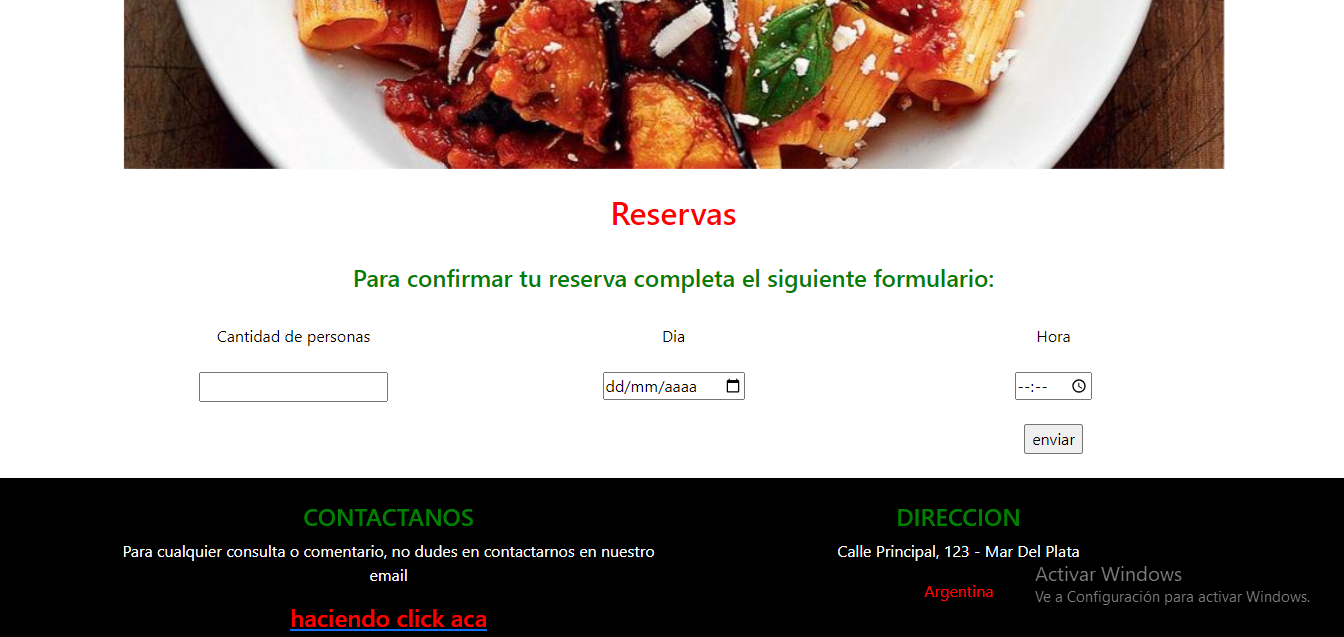 Reservas
Para confirmar tu reserva completa el siguiente formulario:
Cantidad de personas
Dia
Hora
dd/mm/aaaa
--:--
enviar
CONTACTANOS
Para cualquier consulta o comentario, no dudes en contactarnos en nuestro
email
haciendo click aca
DIRECCION
Calle Principal, 123 - Mar Del Plata
Argentina
Activar Windows
Ve a Configuración para activar Windows.